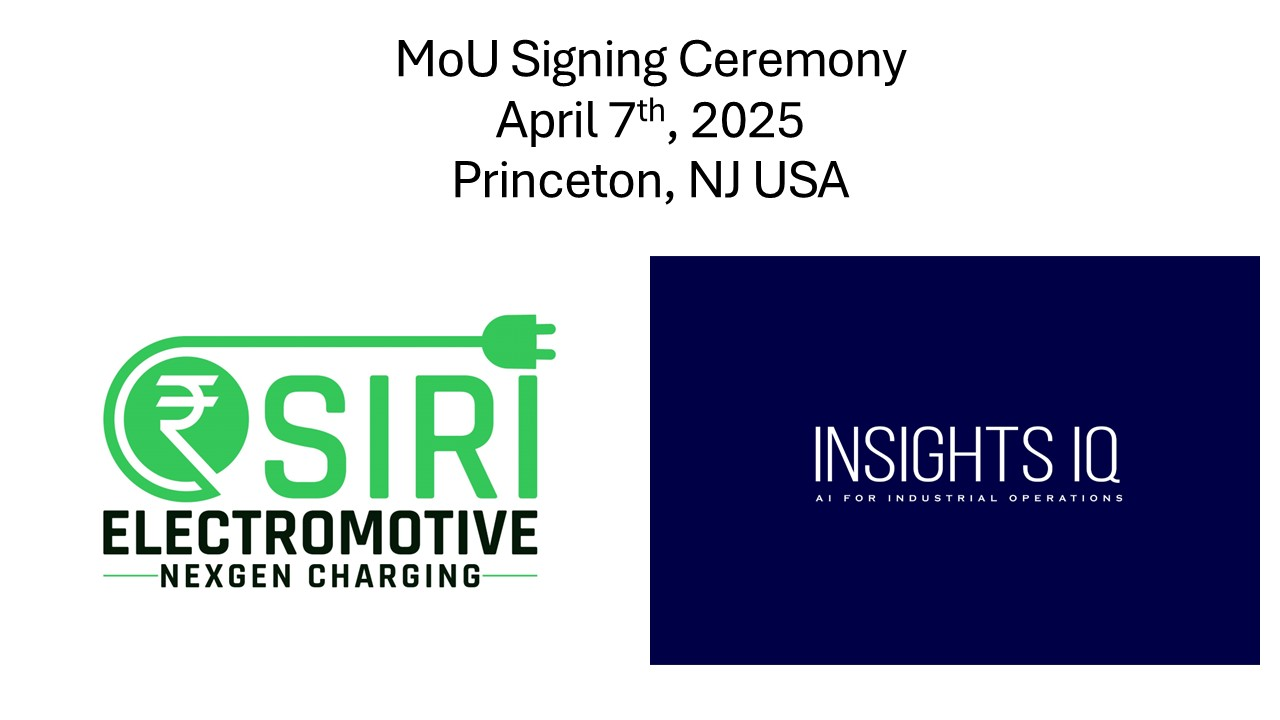 MoU Signing Ceremony
April 7th, 2025
Princeton, NJ USA
₹ SIRI
ELECTROMOTIVE
NEXGEN CHARGING
INSIGHTS IQ
AI FOR INDUSTRIAL OPERATIONS